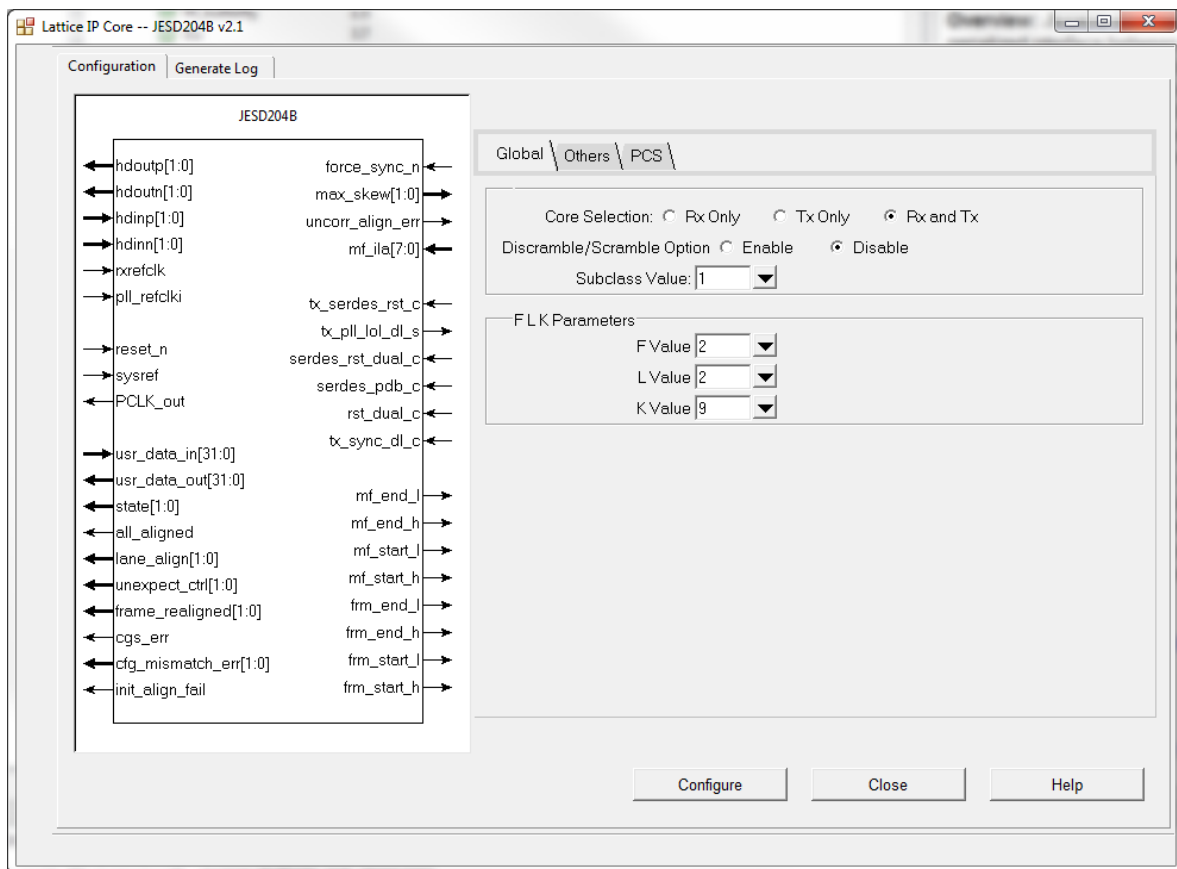 Lattice IP Core -- JESD204B v2.1
Configuration
Generate Log
JESD204B
hdoutp[1:0]
hdoutn[1:0]
hdinp[1:0]
hdinn[1:0]
rxrefclk
pll_refclki
reset_n
sysref
PCLK_out
usr_data_in[31:0]
usr_data_out[31:0]
state[1:0]
all_aligned
lane_align[1:0]
unexpect_ctrl[1:0]
frame_realigned[1:0]
cgs_err
cfg_mismatch_err[1:0]
init_align_fail
force_sync_n
max_skew[1:0]
uncorr_align_err
mf_ila[7:0]
tx_serdes_rst_c
tx_pll_lol_dl_s
serdes_rst_dual_c
serdes_pdb_c
rst_dual_c
tx_sync_dl_c
mf_end_l
mf_end_h
mf_start_l
mf_start_h
frm_end_l
frm_end_h
frm_start_l
frm_start_h
Global Others PCS
Core Selection: Rx Only Tx Only Rx and Tx
Discramble/Scramble Option Enable Disable
Subclass Value: 1
F L K Parameters
F Value 2
L Value 2
K Value 9
Configure Close Help